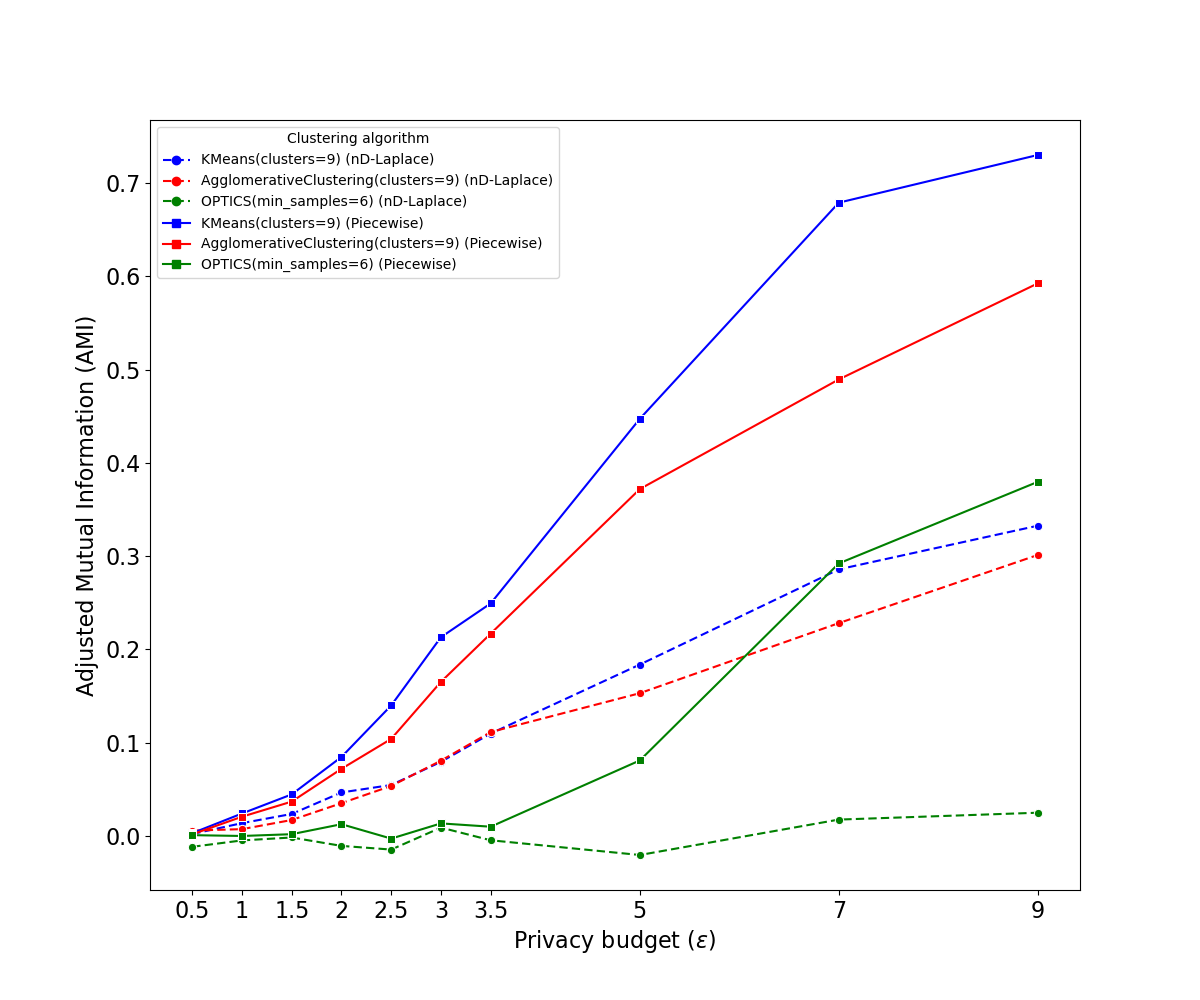 Clustering algorithm
KMeans(clusters=9) (nD-Laplace)
AgglomerativeClustering(clusters=9) (nD-Laplace)
OPTICS(min_samples=6) (nD-Laplace)
KMeans(clusters=9) (Piecewise)
AgglomerativeClustering(clusters=9) (Piecewise)
OPTICS(min_samples=6) (Piecewise)
Adjusted Mutual Information (AMI)
0.7
0.6
0.5
0.4
0.3
0.2
0.1
0.0
0.5 1 1.5 2 2.5 3 3.5 5 7 9
Privacy budget (ε)